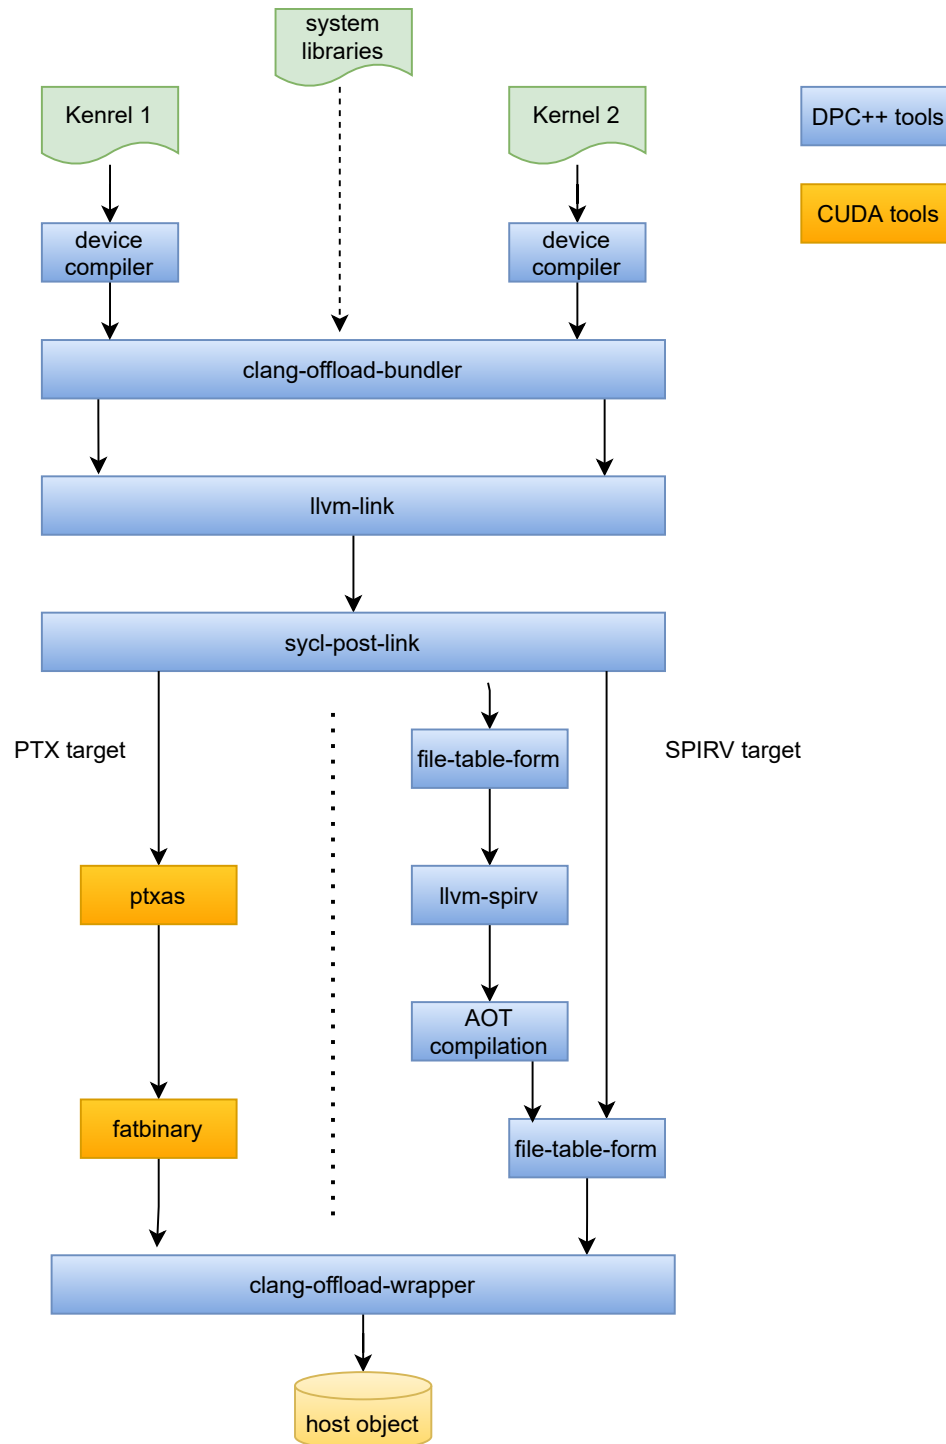 system
libraries
Kenrel 1
Kernel 2
DPC++ tools
CUDA tools
device
compiler
device
compiler
clang-offload-bundler
llvm-link
sycl-post-link
PTX target
file-table-form
SPIRV target
ptxas
llvm-spirv
AOT
compilation
fatbinary
file-table-form
clang-offload-wrapper
host object